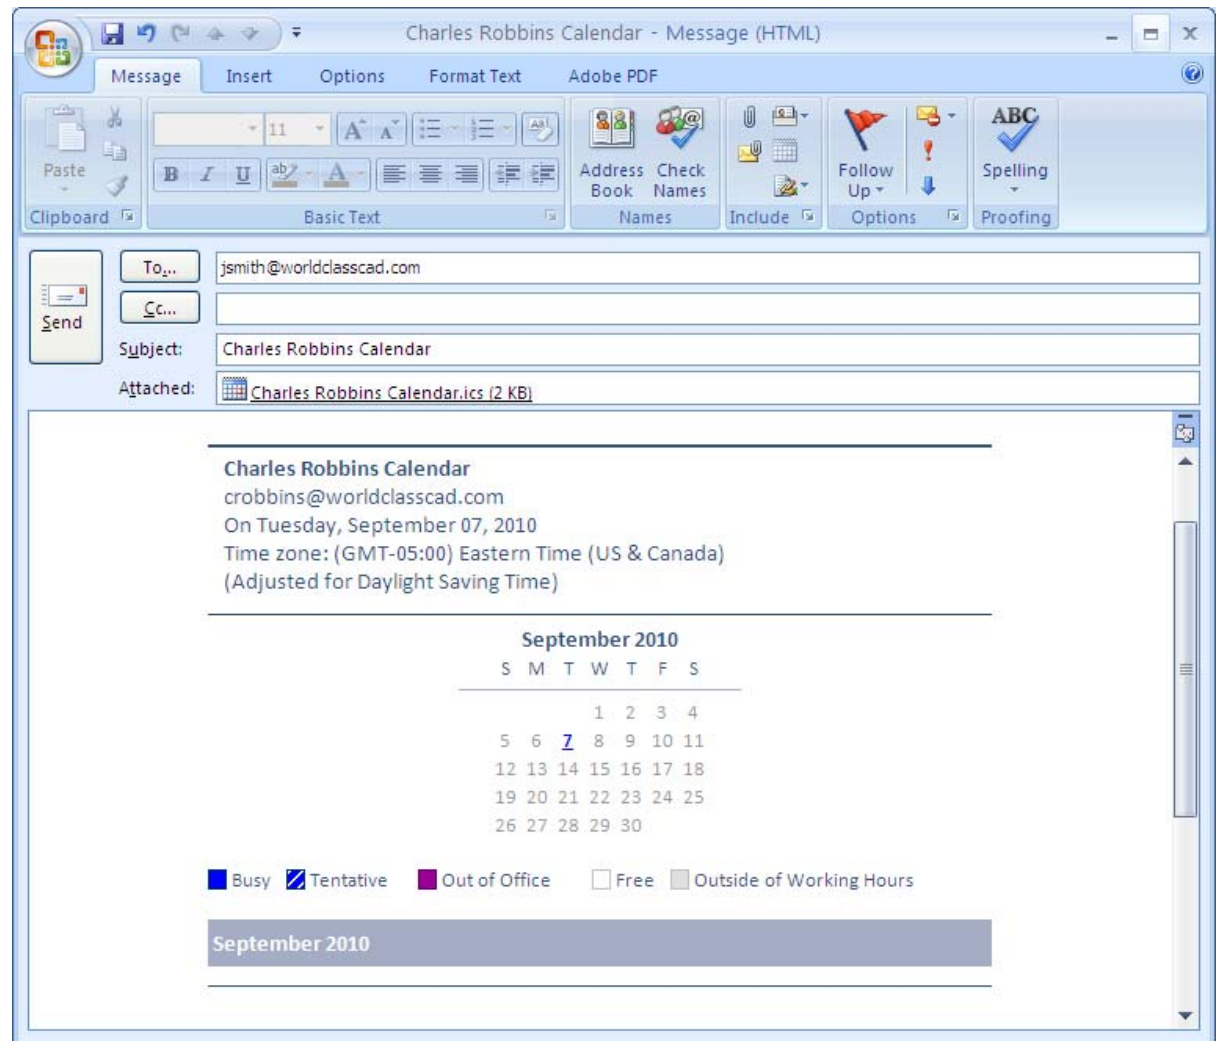 Charles Robbins Calendar - Message (HTML)
Message Insert Options Format Text Adobe PDF
Paste
11
B I U ab A
Address Book
Check Names
Follow Up
ABC
Spelling
Clipboard Basic Text Names Include Options Proofing
Send
To... jsmith@worldclasscad.com
Cc...
Subject: Charles Robbins Calendar
Attached: Charles Robbins Calendar.ics (2 KB)
Charles Robbins Calendar
crobbins@worldclasscad.com
On Tuesday, September 07, 2010
Time zone: (GMT-05:00) Eastern Time (US & Canada)
(Adjusted for Daylight Saving Time)
September 2010
S M T W T F S
1 2 3 4
5 6 7 8 9 10 11
12 13 14 15 16 17 18
19 20 21 22 23 24 25
26 27 28 29 30
Busy Tentative Out of Office Free Outside of Working Hours
September 2010